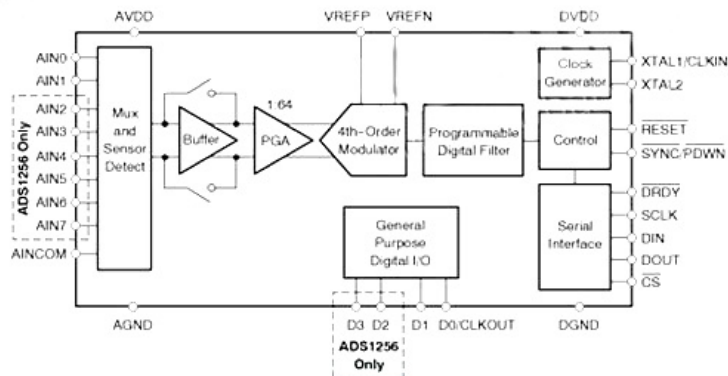 AVDD
VREFP
VREFN
DVDD
AIN0
AIN1
AIN2
AIN3
AIN4
AIN5
AIN6
AIN7
AINCOM
ADS1256 Only
Mux
and
Sensor
Detect
Buffer
1:64
PGA
4th-Order
Modulator
Programmable
Digital Filter
Clock
Generator
XTAL1/CLKIN
XTAL2
Control
RESET
SYNC/PDWN
Serial
Interface
DRDY
SCLK
DIN
DOUT
CS
General
Purpose
Digital I/O
AGND
D3
D2
D1
D0/CLKOUT
DGND
ADS1256
Only